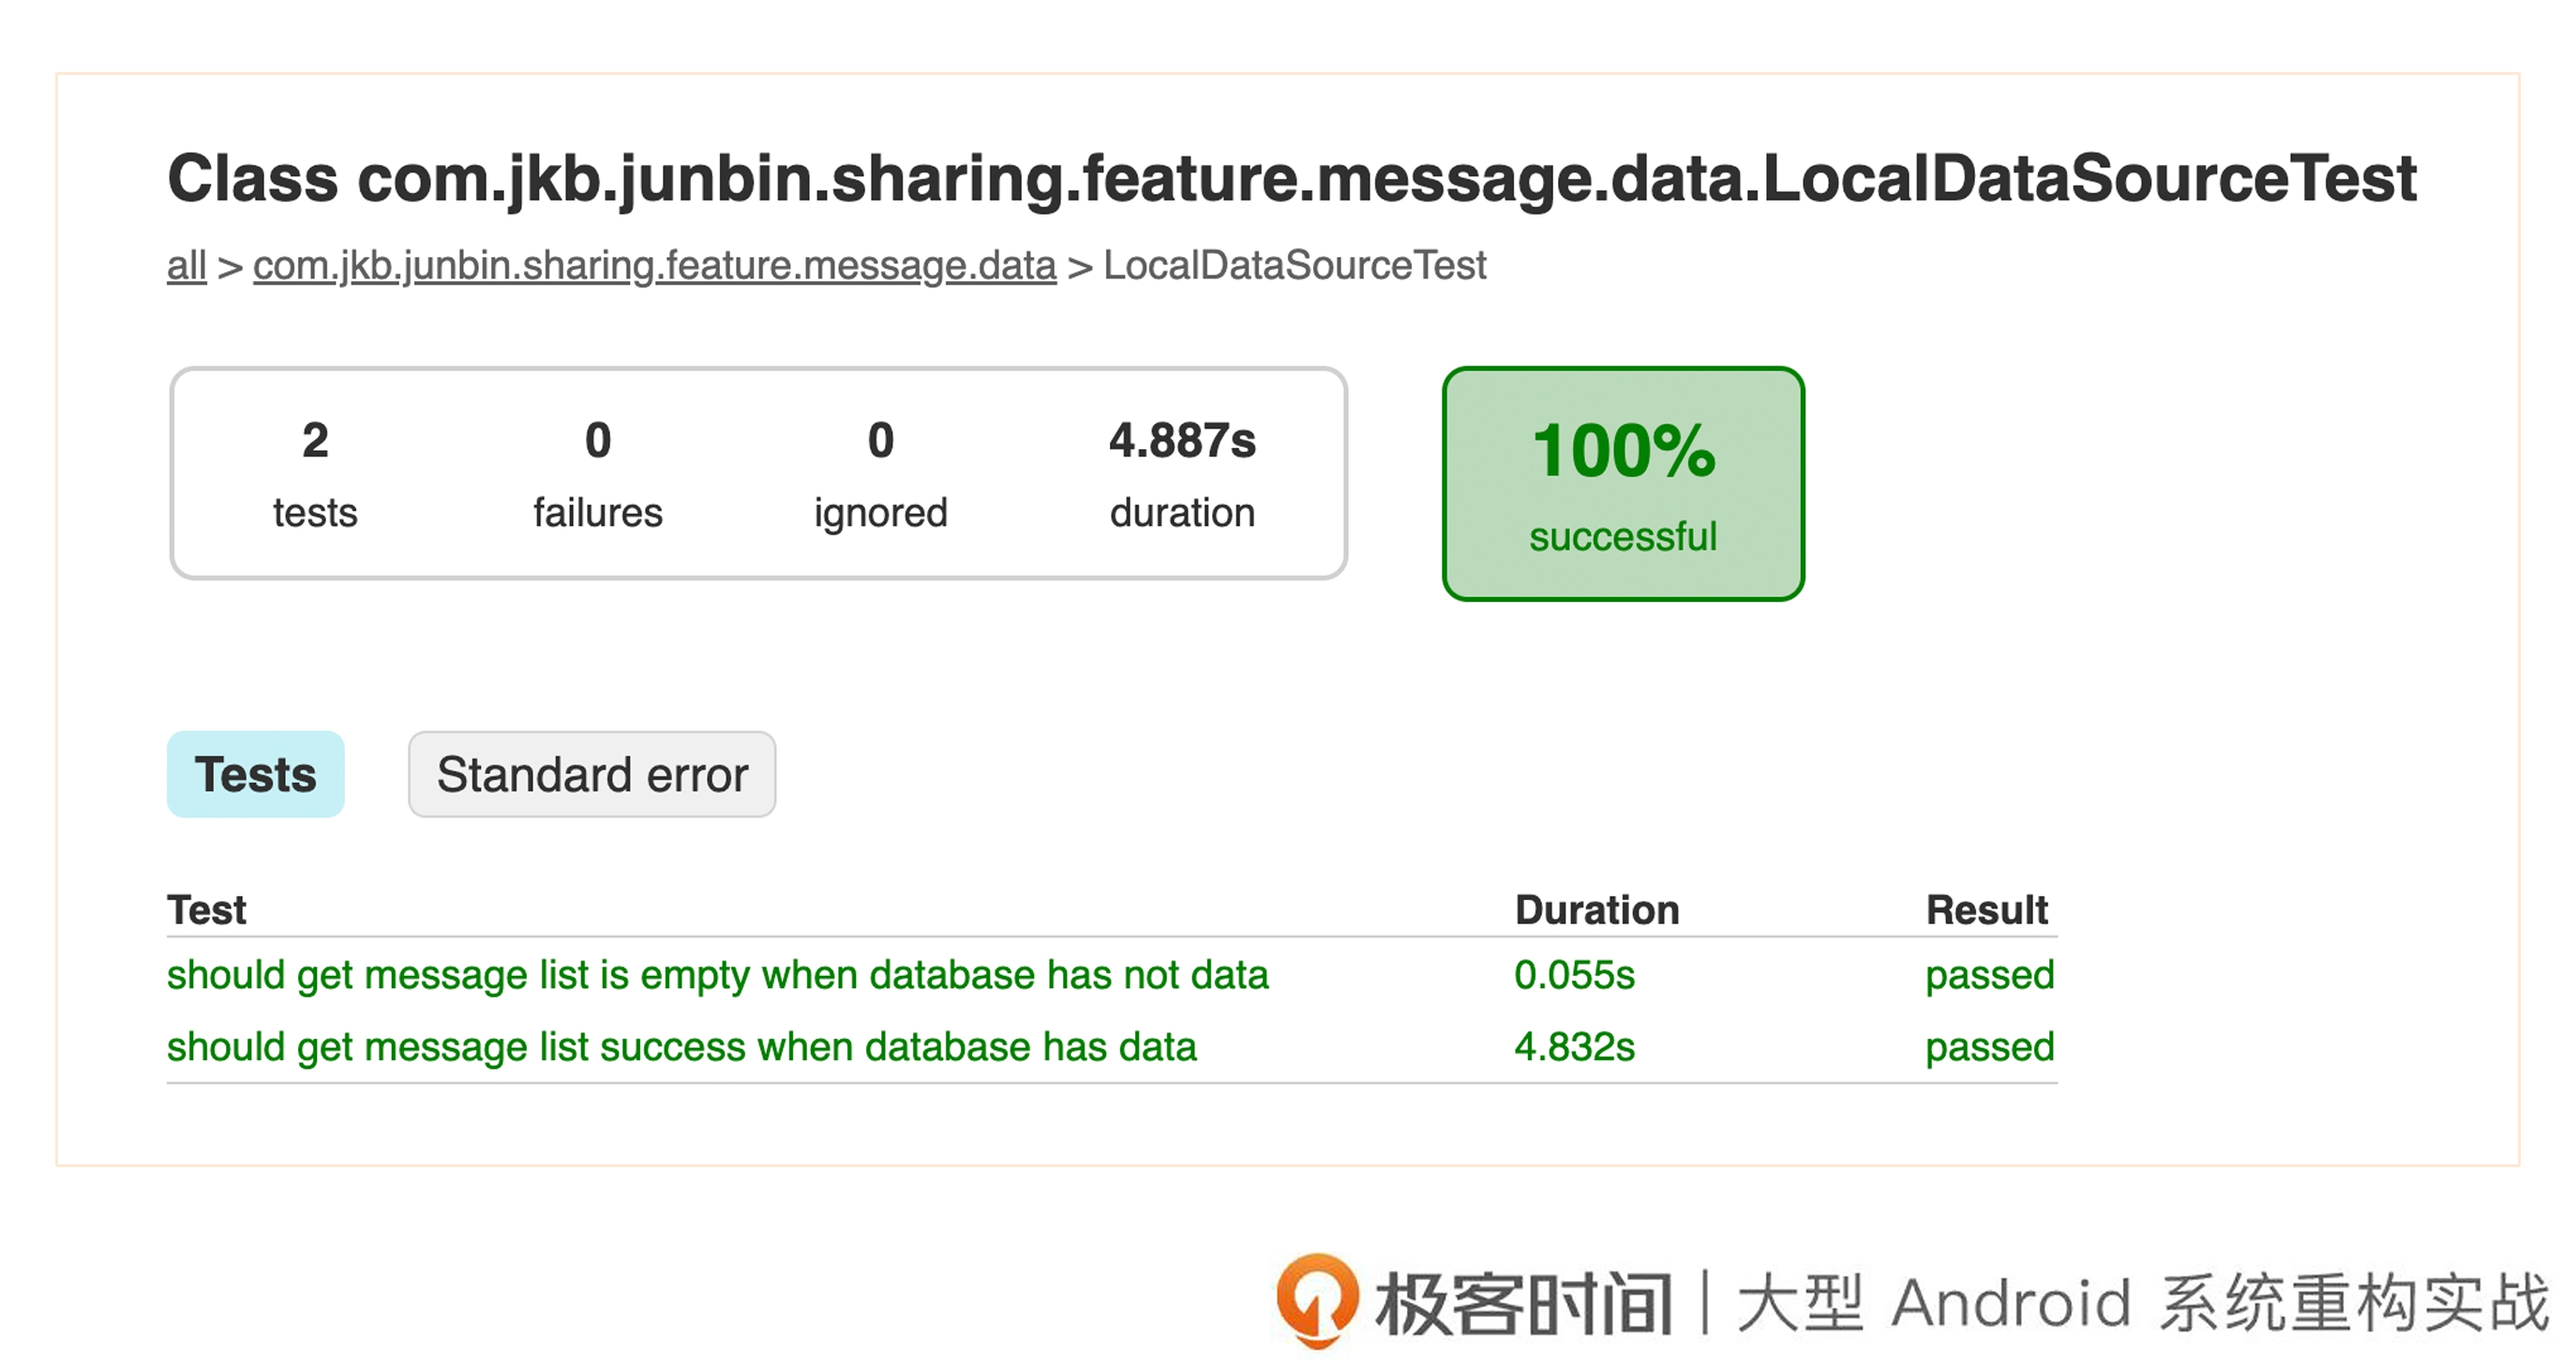 Class com.jkb.junbin.sharing.feature.message.data.LocalDataSourceTest
all > com.jkb.junbin.sharing.feature.message.data > LocalDataSourceTest
2 0 0 4.887s
tests failures ignored duration
100%
successful
Tests Standard error
Test Duration Result
should get message list is empty when database has not data 0.055s passed
should get message list success when database has data 4.832s passed
极客时间 | 大型 Android 系统重构实战